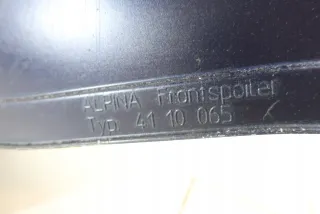 ALPINA Frontspoiler
Typ 41 10 065